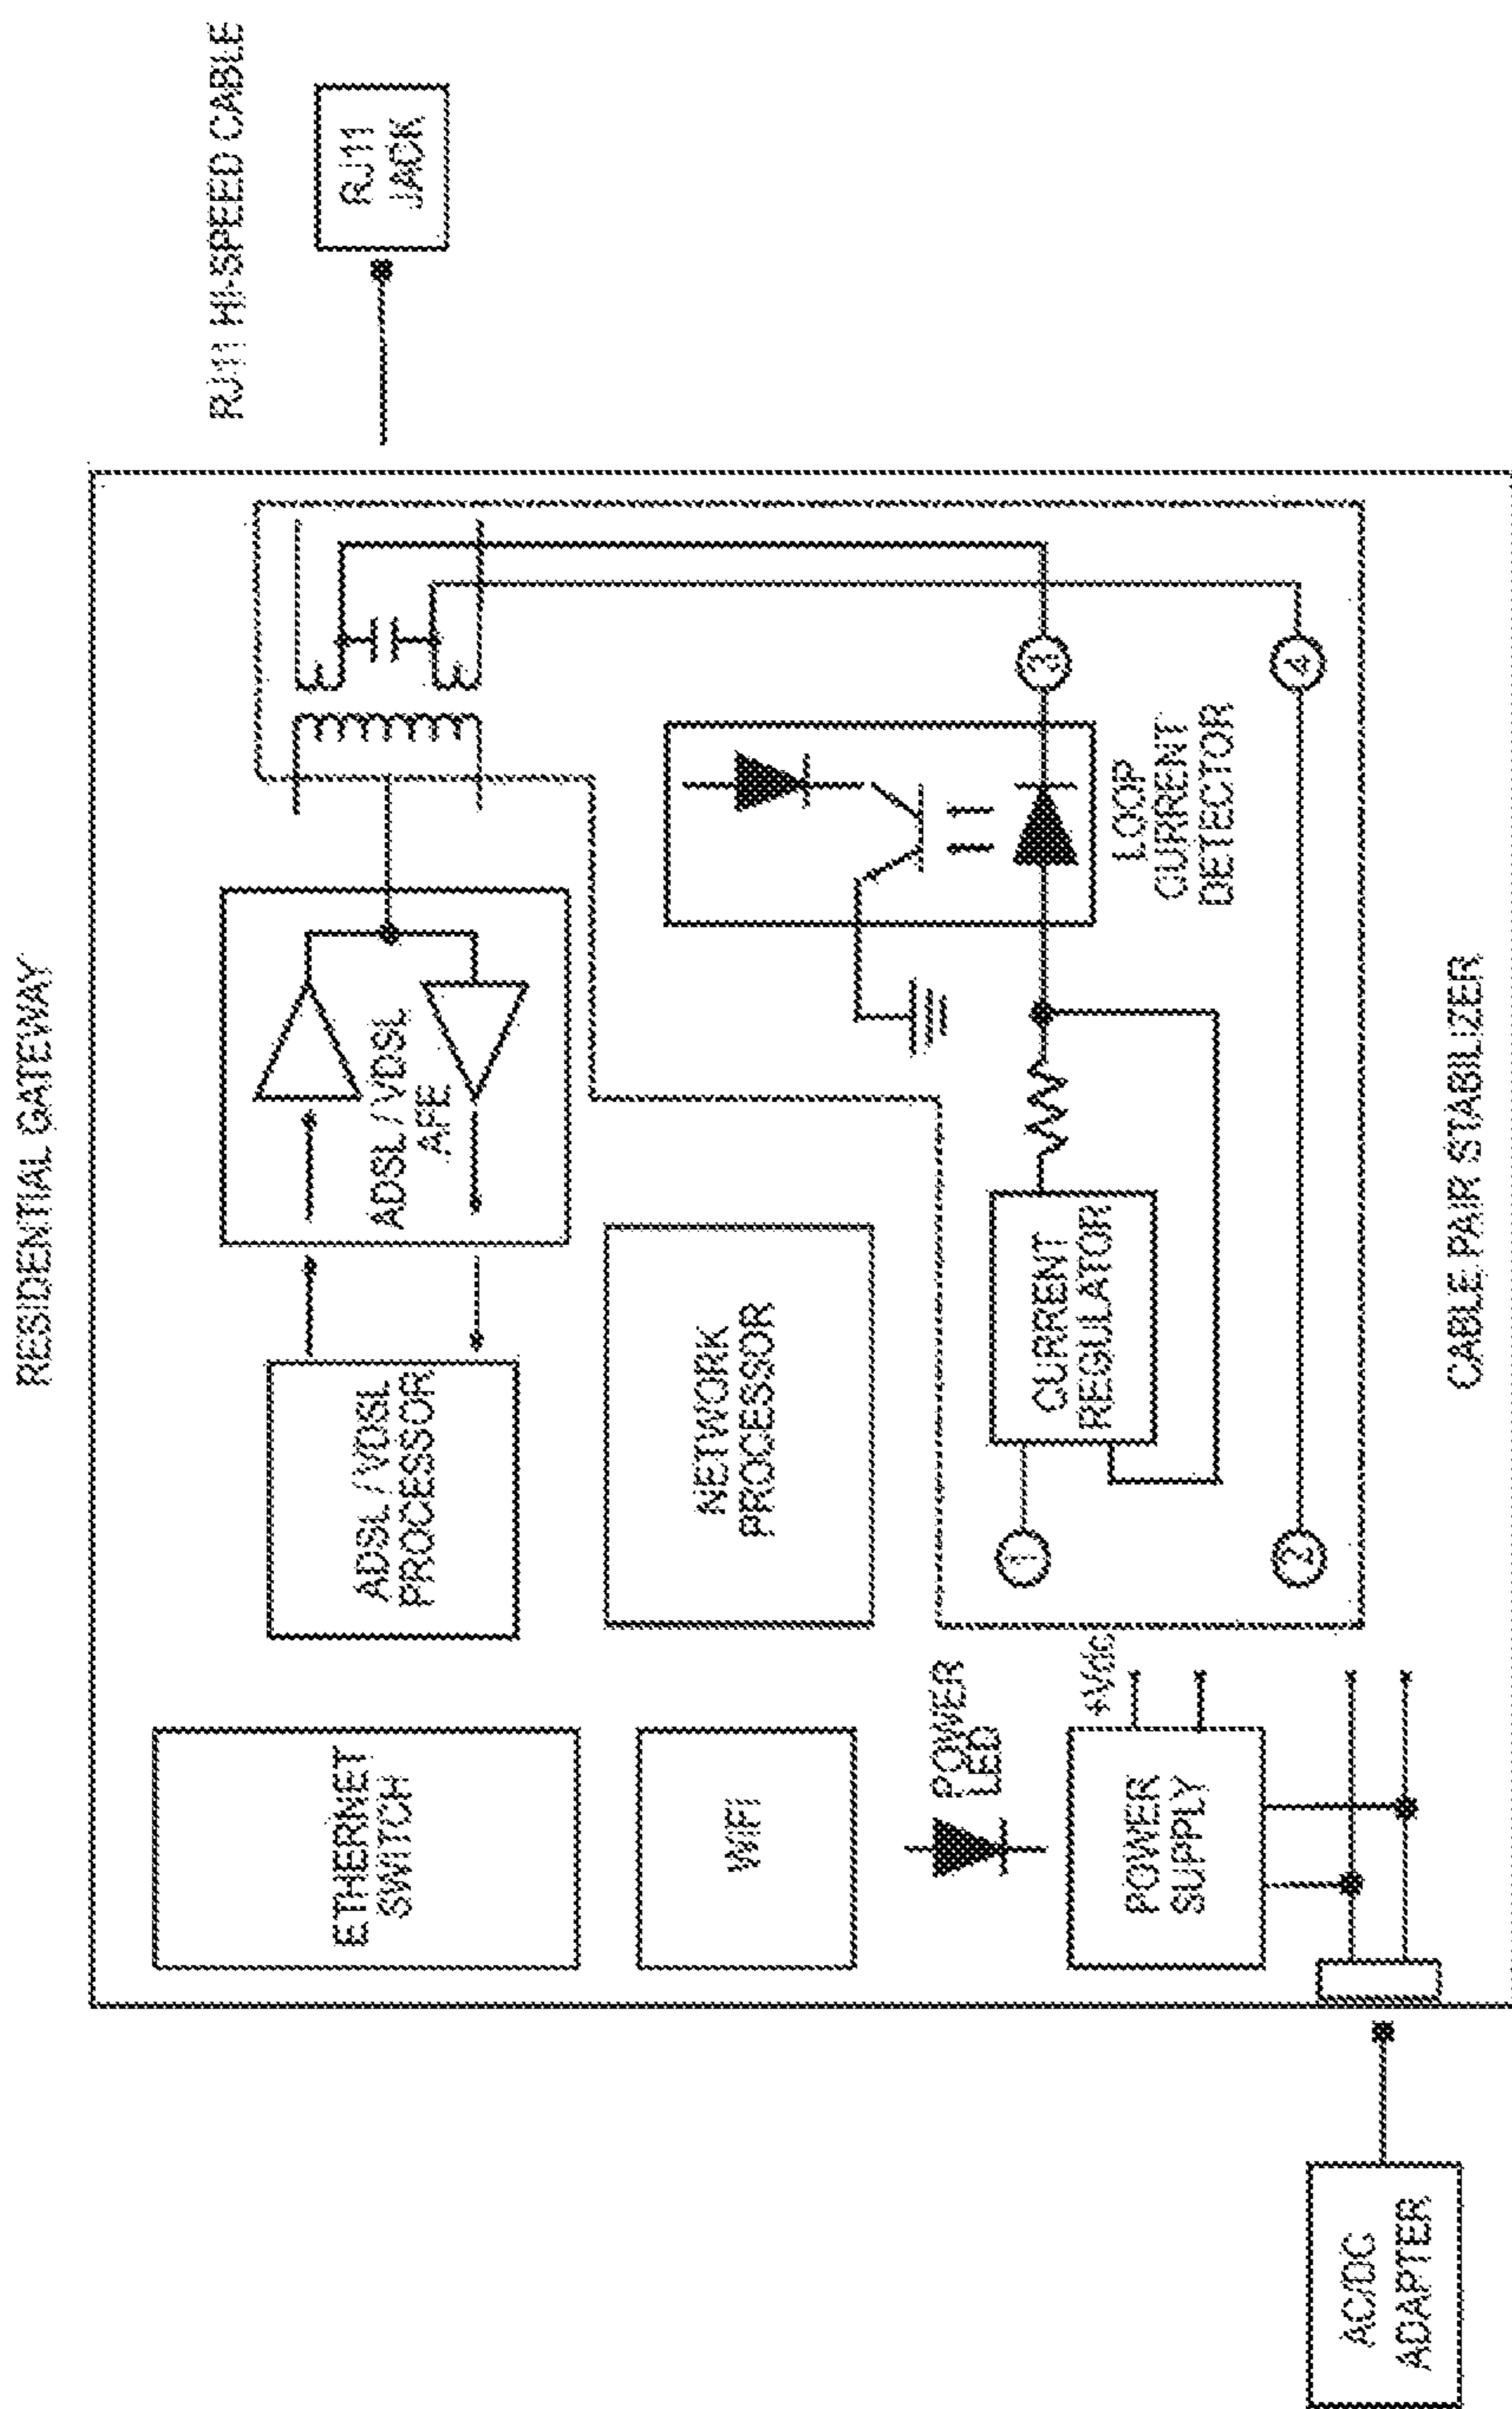 RESIDENTIAL GATEWAY
RJ11 HI-SPEED CABLE
RJ11
JACK
ETHERNET
SWITCH
ADSL / VDSL
PROCESSOR
ADSL / VDSL
AFE
WIFI
NETWORK
PROCESSOR
POWER
LED
+Vdc
POWER
SUPPLY
1
2
CURRENT
REGULATOR
LOOP
CURRENT
DETECTOR
3
4
AC/DC
ADAPTER
CABLE PAIR STABILIZER